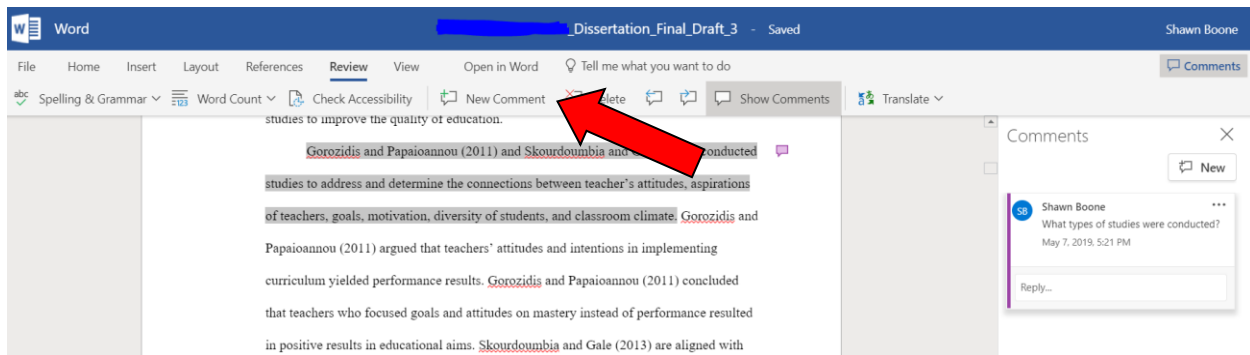 Word
_Dissertation_Final_Draft_3 - Saved
Shawn Boone
File Home Insert Layout References Review View Open in Word Tell me what you want to do Comments
Spelling & Grammar Word Count Check Accessibility New Comment Show Comments Translate
studies to improve the quality of education.
Gorozidis and Papaioannou (2011) and Skourdoumbia and conducted
studies to address and determine the connections between teacher's attitudes, aspirations
of teachers, goals, motivation, diversity of students, and classroom climate. Gorozidis and
Papaioannou (2011) argued that teachers' attitudes and intentions in implementing
curriculum yielded performance results. Gorozidis and Papaioannou (2011) concluded
that teachers who focused goals and attitudes on mastery instead of performance resulted
in positive results in educational aims. Skourdoumbia and Gale (2013) are aligned with
Comments
New
SB Shawn Boone
What types of studies were conducted?
May 7, 2019, 5:21 PM
Reply...